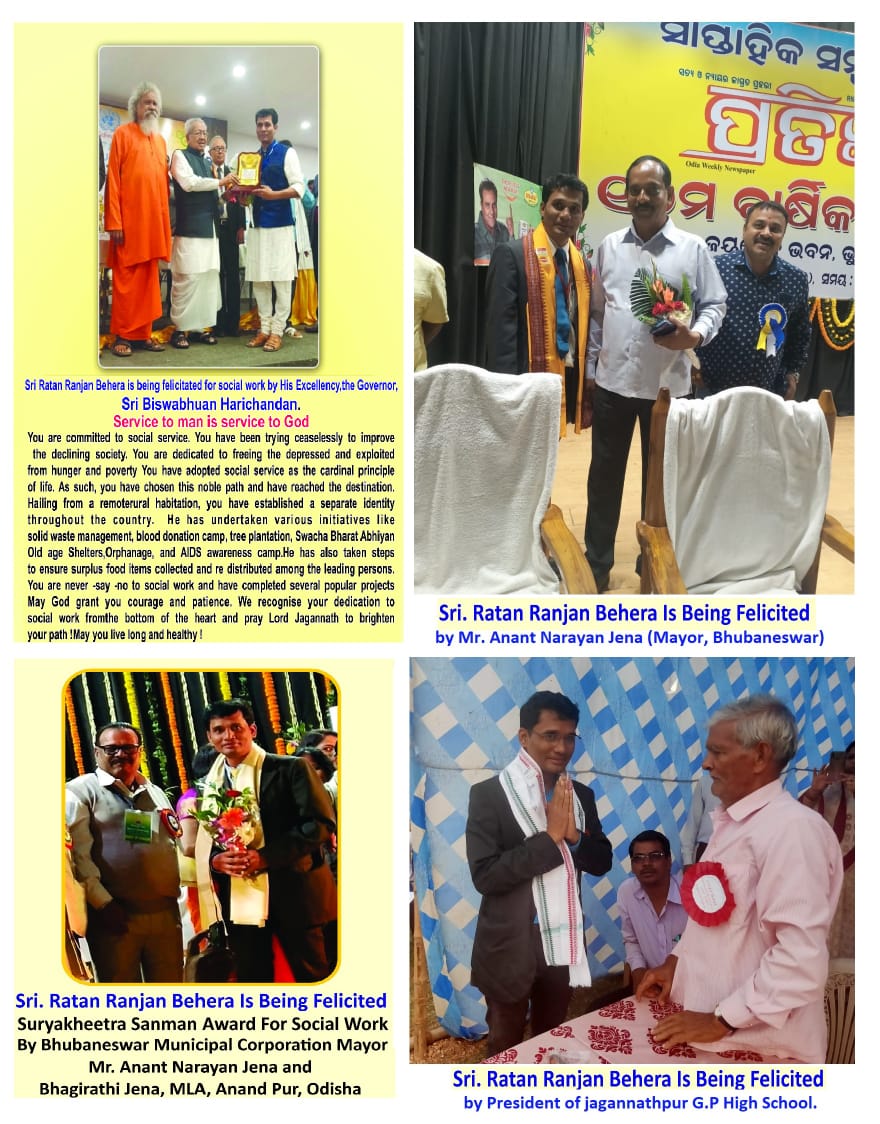 Sri Ratan Ranjan Behera is being felicitated for social work by His Excellency,the Governor,
Sri Biswabhuan Harichandan.
Service to man is service to God
You are committed to social service. You have been trying ceaselessly to improve
the declining society. You are dedicated to freeing the depressed and exploited
from hunger and poverty You have adopted social service as the cardinal principle
of life. As such, you have chosen this noble path and have reached the destination.
Hailing from a remoterural habitation, you have established a separate identity
throughout the country. He has undertaken various initiatives like
solid waste management, blood donation camp, tree plantation, Swacha Bharat Abhiyan
Old age Shelters,Orphanage, and AIDS awareness camp.He has also taken steps
to ensure surplus food items collected and re distributed among the leading persons.
You are never -say -no to social work and have completed several popular projects
May God grant you courage and patience. We recognise your dedication to
social work fromthe bottom of the heart and pray Lord Jagannath to brighten
your path !May you live long and healthy !
ସାପ୍ତାହିକ
ସତ୍ୟ ଓ ନ୍ୟାୟର ଜାଗ୍ରତ ପ୍ରହରୀ
Odia Weekly Newspaper
ବାର୍ଷିକ
ଭବନ,
ସମୟ:
Sri. Ratan Ranjan Behera Is Being Felicited
by Mr. Anant Narayan Jena (Mayor, Bhubaneswar)
Sri. Ratan Ranjan Behera Is Being Felicited
Suryakheetra Sanman Award For Social Work
By Bhubaneswar Municipal Corporation Mayor
Mr. Anant Narayan Jena and
Bhagirathi Jena, MLA, Anand Pur, Odisha
Sri. Ratan Ranjan Behera Is Being Felicited
by President of jagannathpur G.P High School.